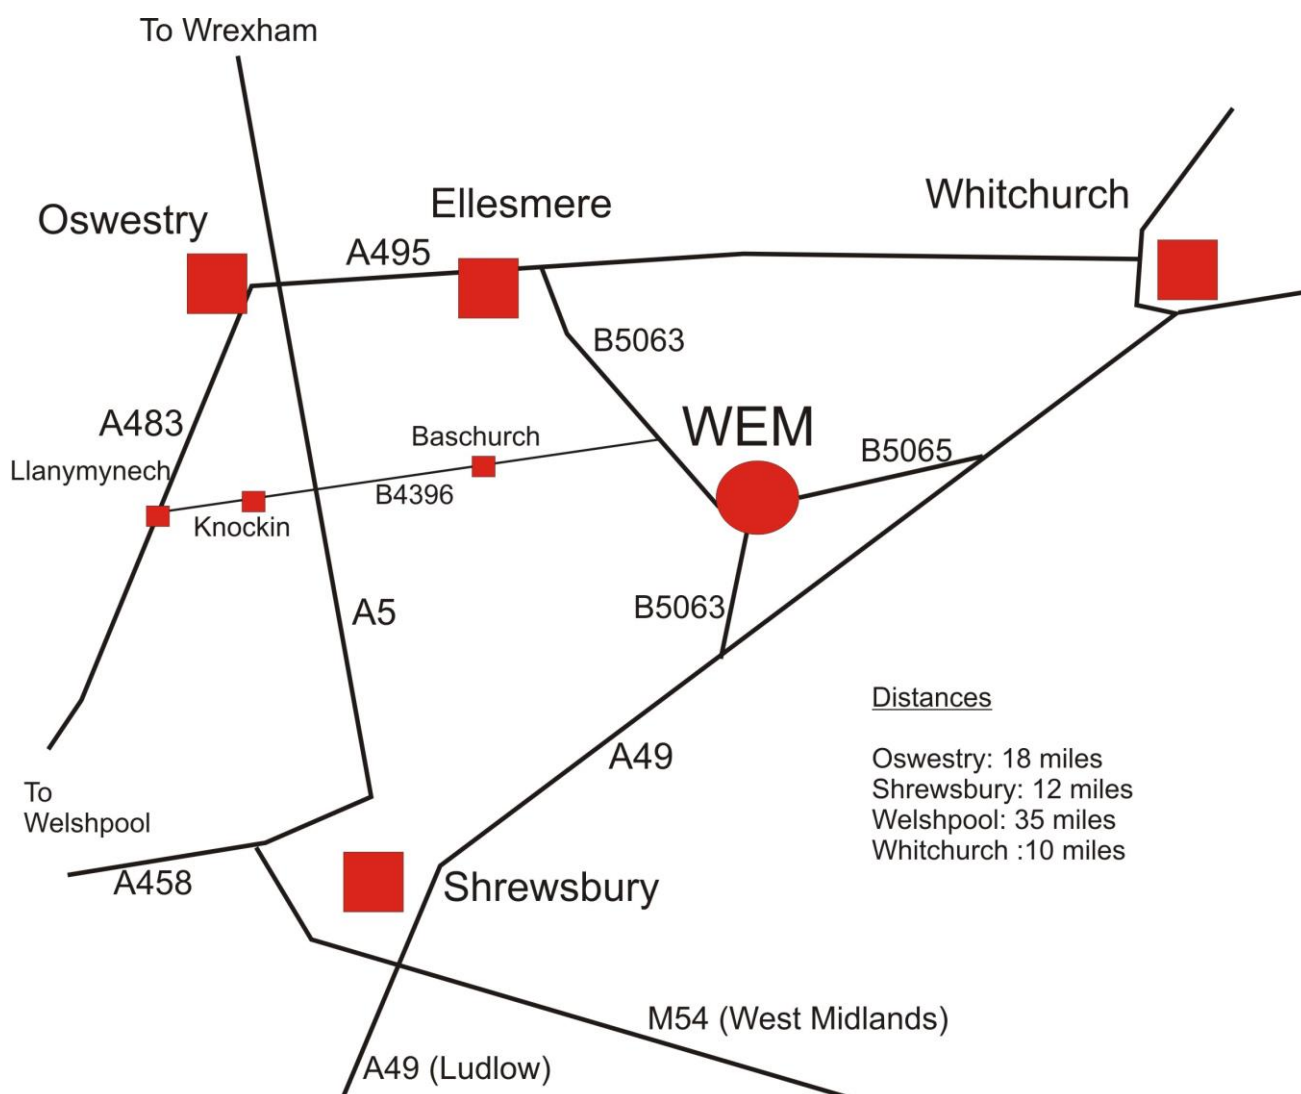 To Wrexham
Whitchurch
Ellesmere
Oswestry
A495
B5063
A483
WEM
Baschurch
B5065
Llanymynech
B4396
Knockin
A5
B5063
Distances
A49
Oswestry: 18 miles
Shrewsbury: 12 miles
Welshpool: 35 miles
Whitchurch :10 miles
To
Welshpool
A458
Shrewsbury
M54 (West Midlands)
A49 (Ludlow)